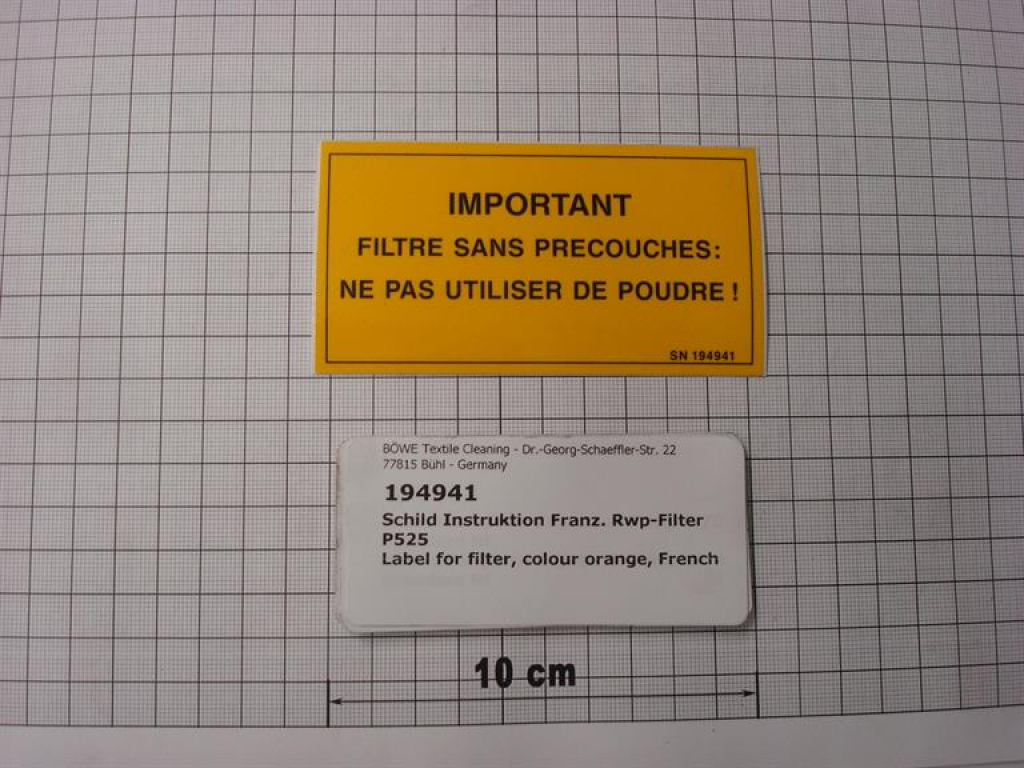 IMPORTANT
FILTRE SANS PRECOUCHES:
NE PAS UTILISER DE POUDRE !
SN 194941
BÖWE Textile Cleaning - Dr.-Georg-Schaeffler-Str. 22
77815 Bühl - Germany
194941
Schild Instruktion Franz. Rwp-Filter
P525
Label for filter, colour orange, French
10 cm